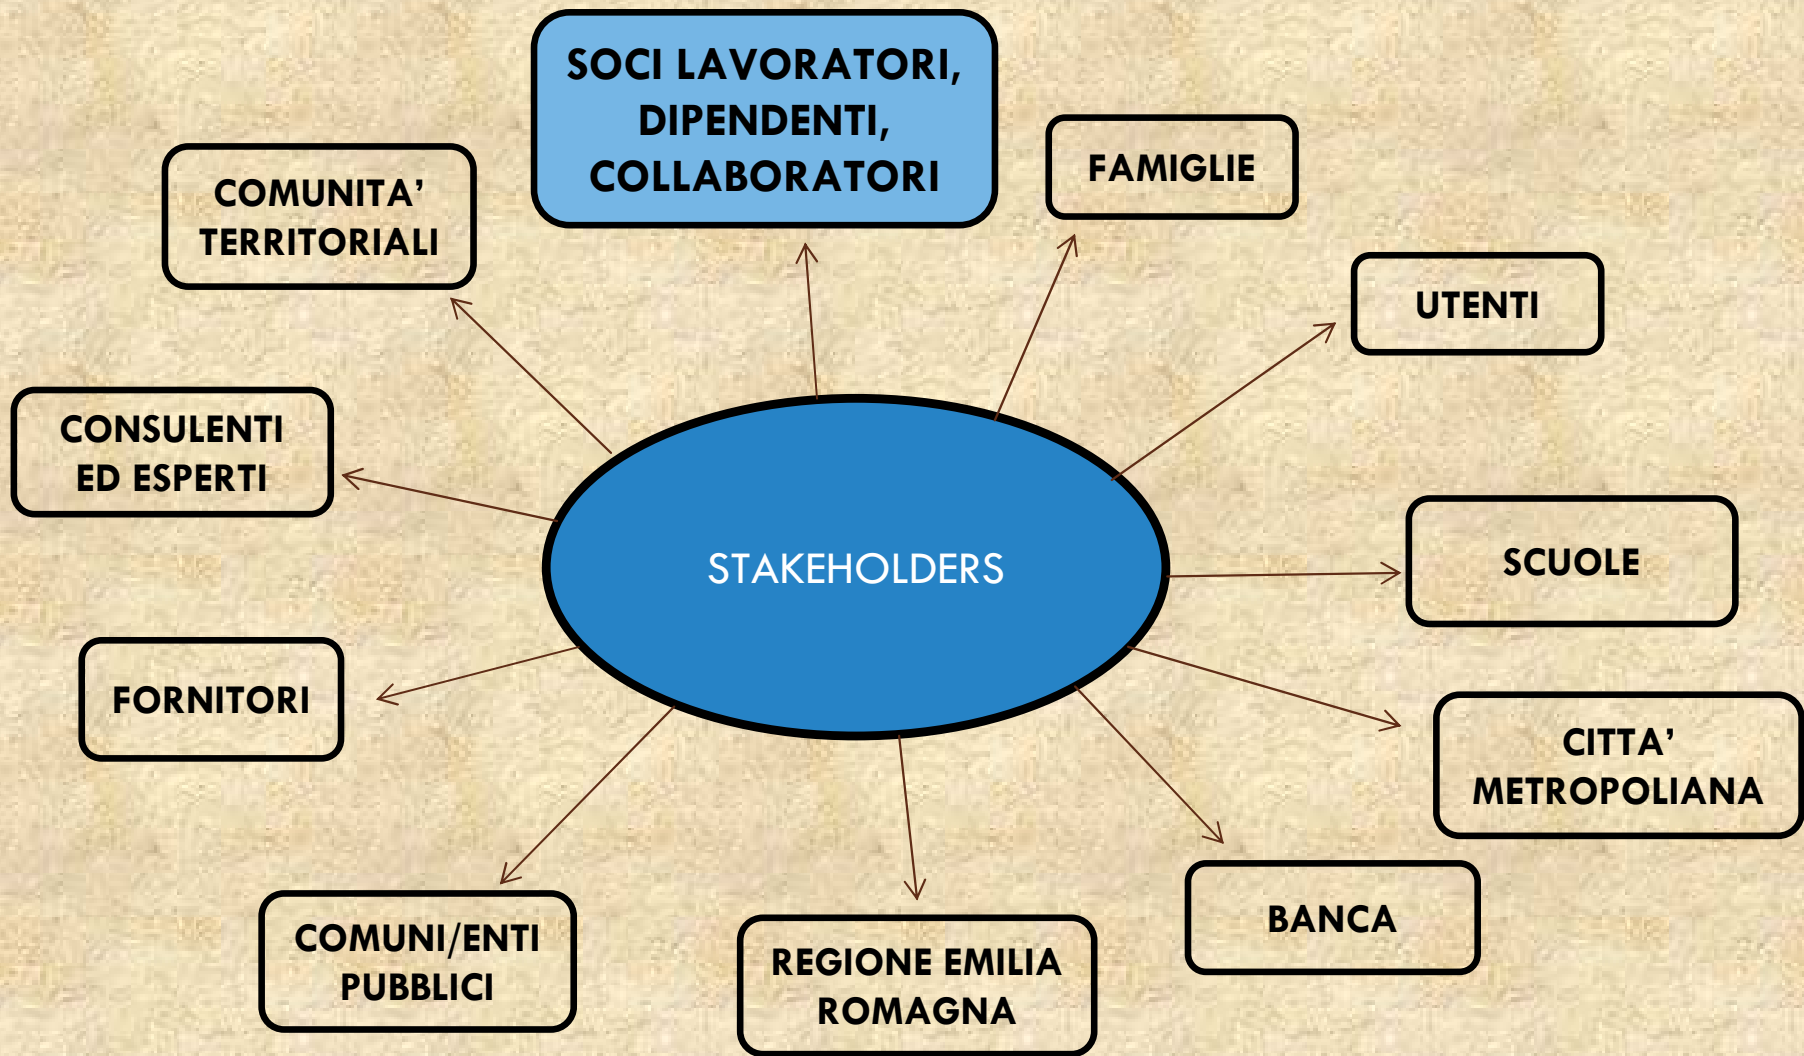 SOCI LAVORATORI,
DIPENDENTI,
COLLABORATORI
FAMIGLIE
COMUNITA’
TERRITORIALI
UTENTI
CONSULENTI
ED ESPERTI
STAKEHOLDERS
SCUOLE
FORNITORI
CITTA’
METROPOLIANA
BANCA
COMUNI/ENTI
PUBBLICI
REGIONE EMILIA
ROMAGNA